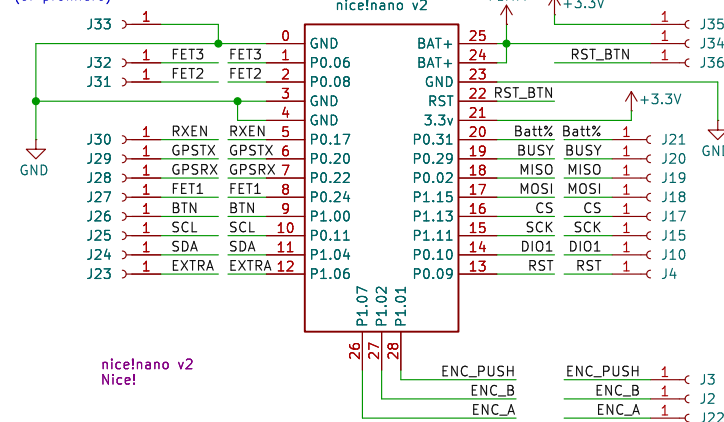 nice!nano v2
+3.3V
J33 1 1 J35
0 GND BAT+ 25 1 J34
J32 1 FET3 FET3 1 P0.06 BAT+ 24 RST_BTN 1 J36
J31 1 FET2 FET2 2 P0.08 GND 23
3 GND RST 22 RST_BTN
+3.3V
4 GND 3.3v 21
J30 1 RXEN RXEN 5 P0.17 P0.31 20 Batt% Batt% 1 J21
J29 1 GPSTX GPSTX 6 P0.20 P0.29 19 BUSY BUSY 1 J20
GND
J28 1 GPSRX GPSRX 7 P0.22 P0.02 18 MISO MISO 1 J19
J27 1 FET1 FET1 8 P0.24 P1.15 17 MOSI MOSI 1 J18
J26 1 BTN BTN 9 P1.00 P1.13 16 CS CS 1 J17
J25 1 SCL SCL 10 P0.11 P1.11 15 SCK SCK 1 J15
J24 1 SDA SDA 11 P1.04 P0.10 14 DIO1 DIO1 1 J10
J23 1 EXTRA EXTRA 12 P1.06 P0.09 13 RST RST 1 J4
P1.07 P1.02 P1.01
26 27 28
nice!nano v2
Nice!
ENC_PUSH ENC_PUSH 1 J3
ENC_B ENC_B 1 J2
ENC_A ENC_A 1 J22